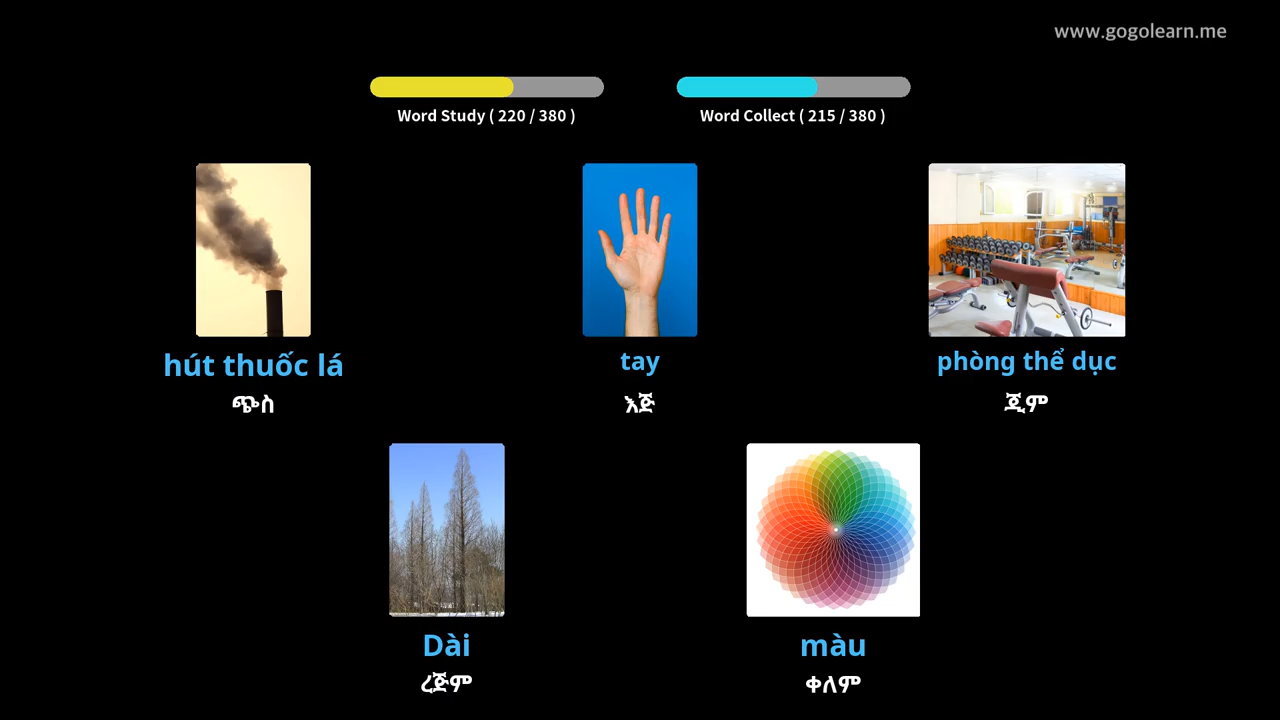 www.gogolearn.me
Word Study ( 220 / 380 )
Word Collect ( 215 / 380 )
hút thuốc lá
ጭስ
tay
እጅ
phòng thể dục
ጂም
Dài
ረጅም
màu
ቀለም